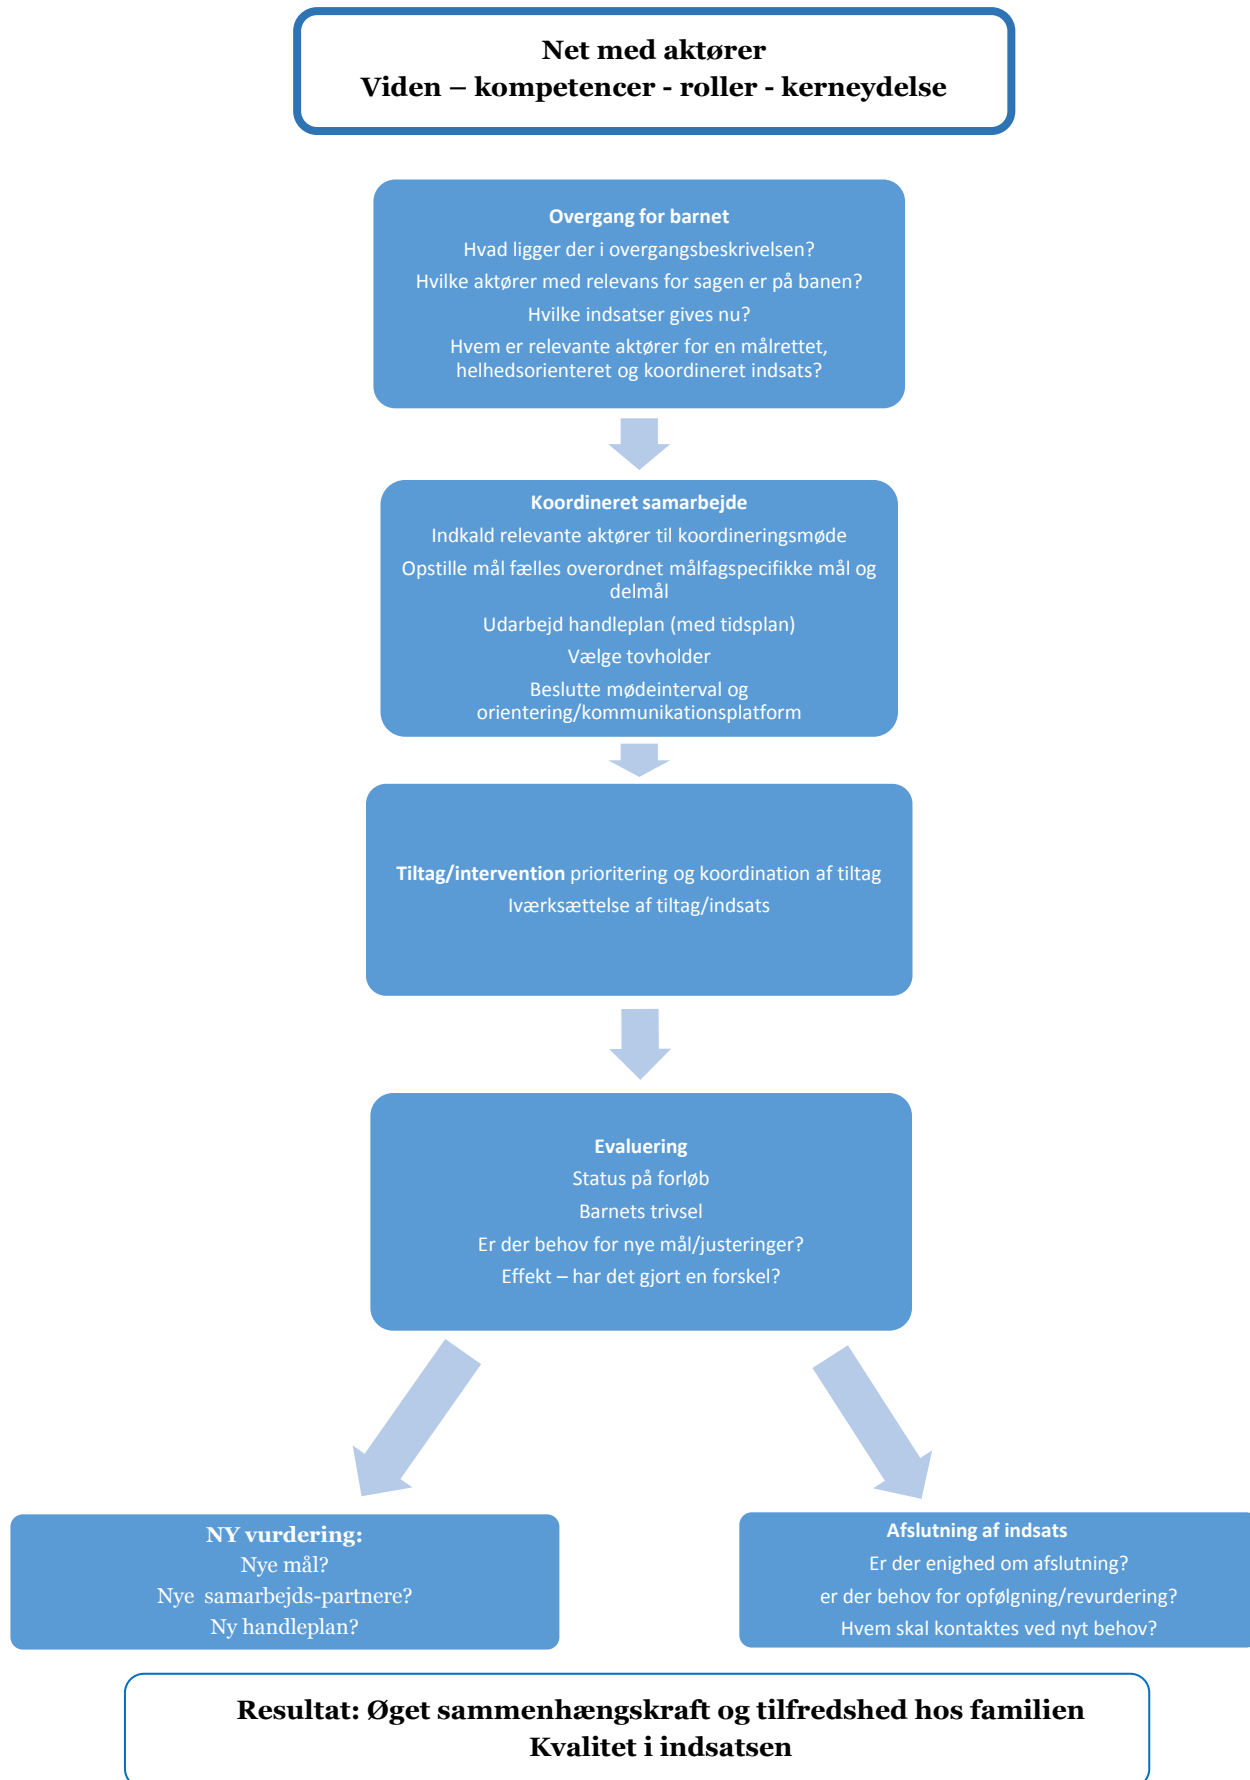 Net med aktører
Viden – kompetencer - roller - kerneydelse
Overgang for barnet
Hvad ligger der i overgangsbeskrivelsen?
Hvilke aktører med relevans for sagen er på banen?
Hvilke indsatser gives nu?
Hvem er relevante aktører for en målrettet,
helhedsorienteret og koordineret indsats?
Koordineret samarbejde
Indkald relevante aktører til koordineringsmøde
Opstille mål fælles overordnet målfagspecifikke mål og
delmål
Udarbejd handleplan (med tidsplan)
Vælge tovholder
Beslutte mødeinterval og
orientering/kommunikationsplatform
Tiltag/intervention prioritering og koordination af tiltag
Iværksættelse af tiltag/indsats
Evaluering
Status på forløb
Barnets trivsel
Er der behov for nye mål/justeringer?
Effekt – har det gjort en forskel?
NY vurdering:
Nye mål?
Nye  samarbejds-partnere?
Ny handleplan?
Afslutning af indsats
Er der enighed om afslutning?
er der behov for opfølgning/revurdering?
Hvem skal kontaktes ved nyt behov?
Resultat: Øget sammenhængskraft og tilfredshed hos familien
Kvalitet i indsatsen